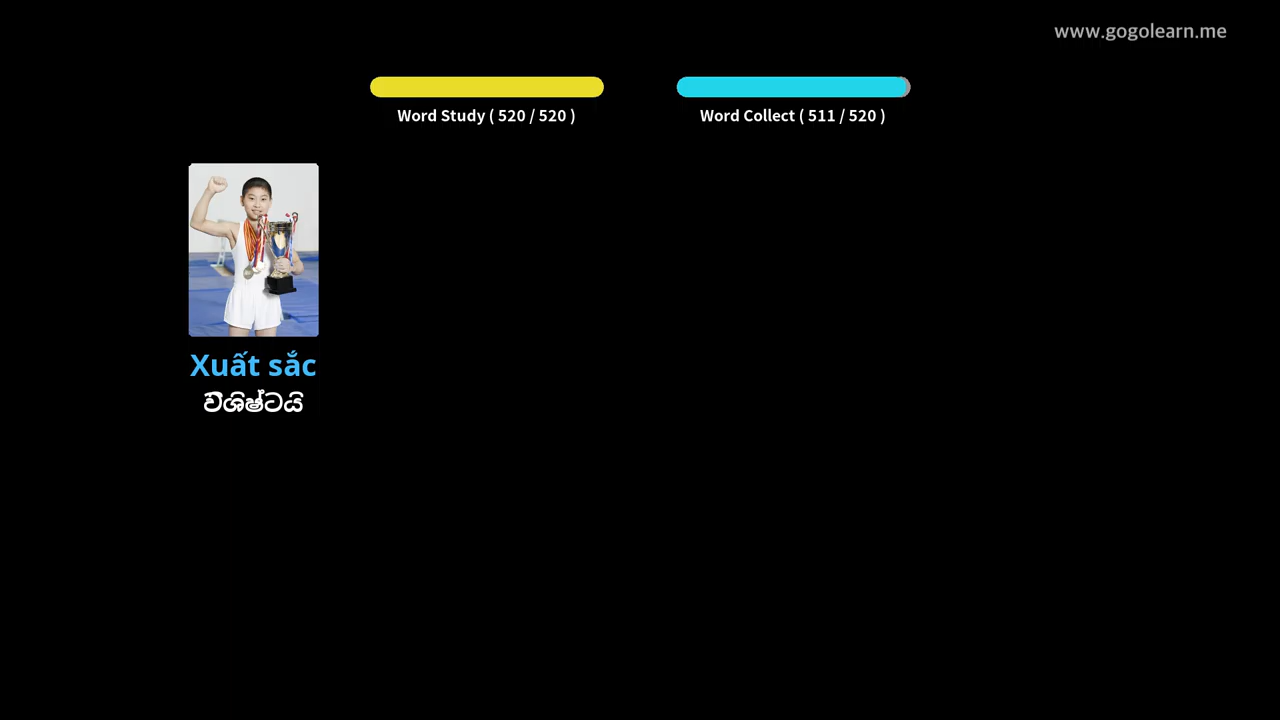 www.gogolearn.me
Word Study ( 520 / 520 )
Word Collect ( 511 / 520 )
Xuất sắc
විශිෂ්ටයි